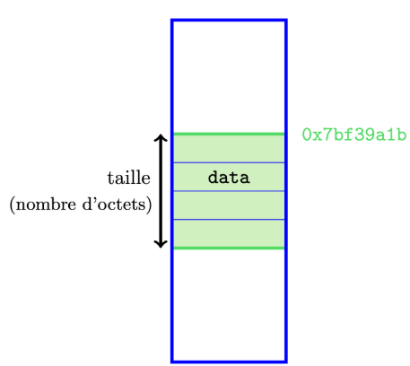 0x7bf39a1b
data
taille
(nombre d'octets)